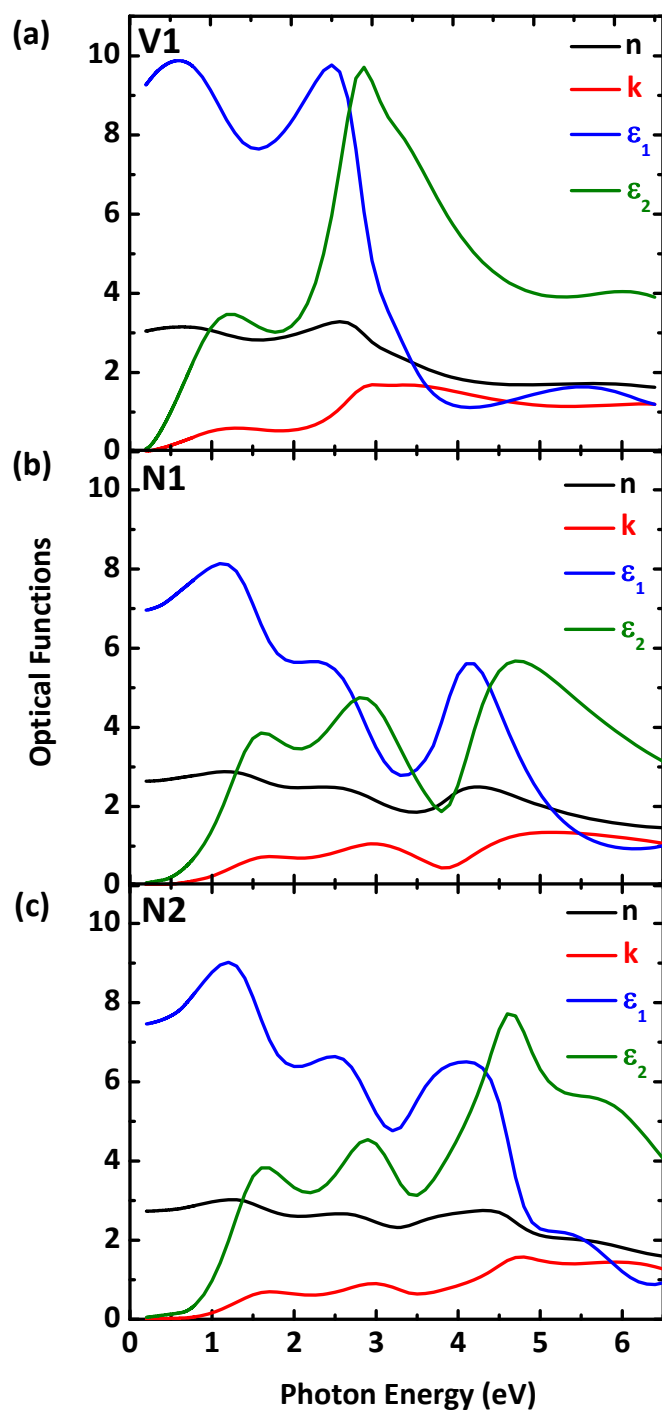 (a)
V1
n
k
ε₁
ε₂
10
8
6
4
2
0
(b)
N1
n
k
ε₁
ε₂
10
8
6
4
2
0
Optical Functions
(c)
N2
n
k
ε₁
ε₂
10
8
6
4
2
0
0 1 2 3 4 5 6
Photon Energy (eV)